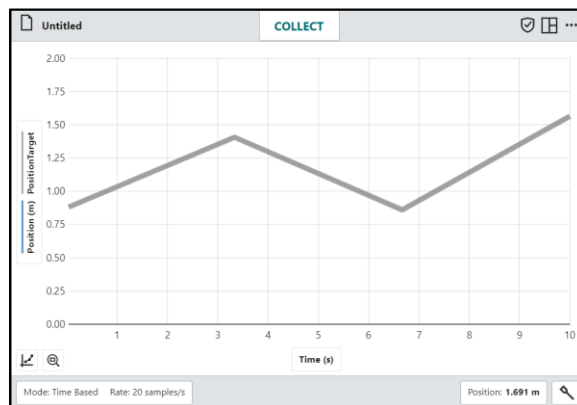 Untitled
COLLECT
2.00
1.75
1.50
1.25
1.00
0.75
0.50
0.25
0.00
Position (m)
PositionTarget
1 2 3 4 5 6 7 8 9 10
Time (s)
Mode: Time Based Rate: 20 samples/s
Position: 1.691 m